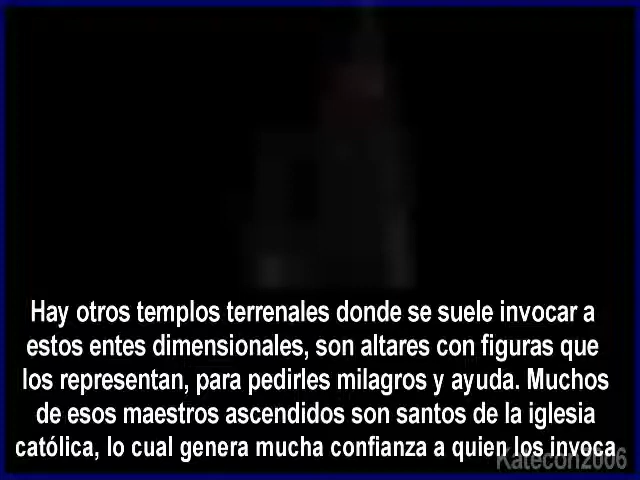 Hay otros templos terrenales donde se suele invocar a
estos entes dimensionales, son altares con figuras que
los representan, para pedirles milagros y ayuda. Muchos
de esos maestros ascendidos son santos de la iglesia
católica, lo cual genera mucha confianza a quien los invoca
Katecon2006